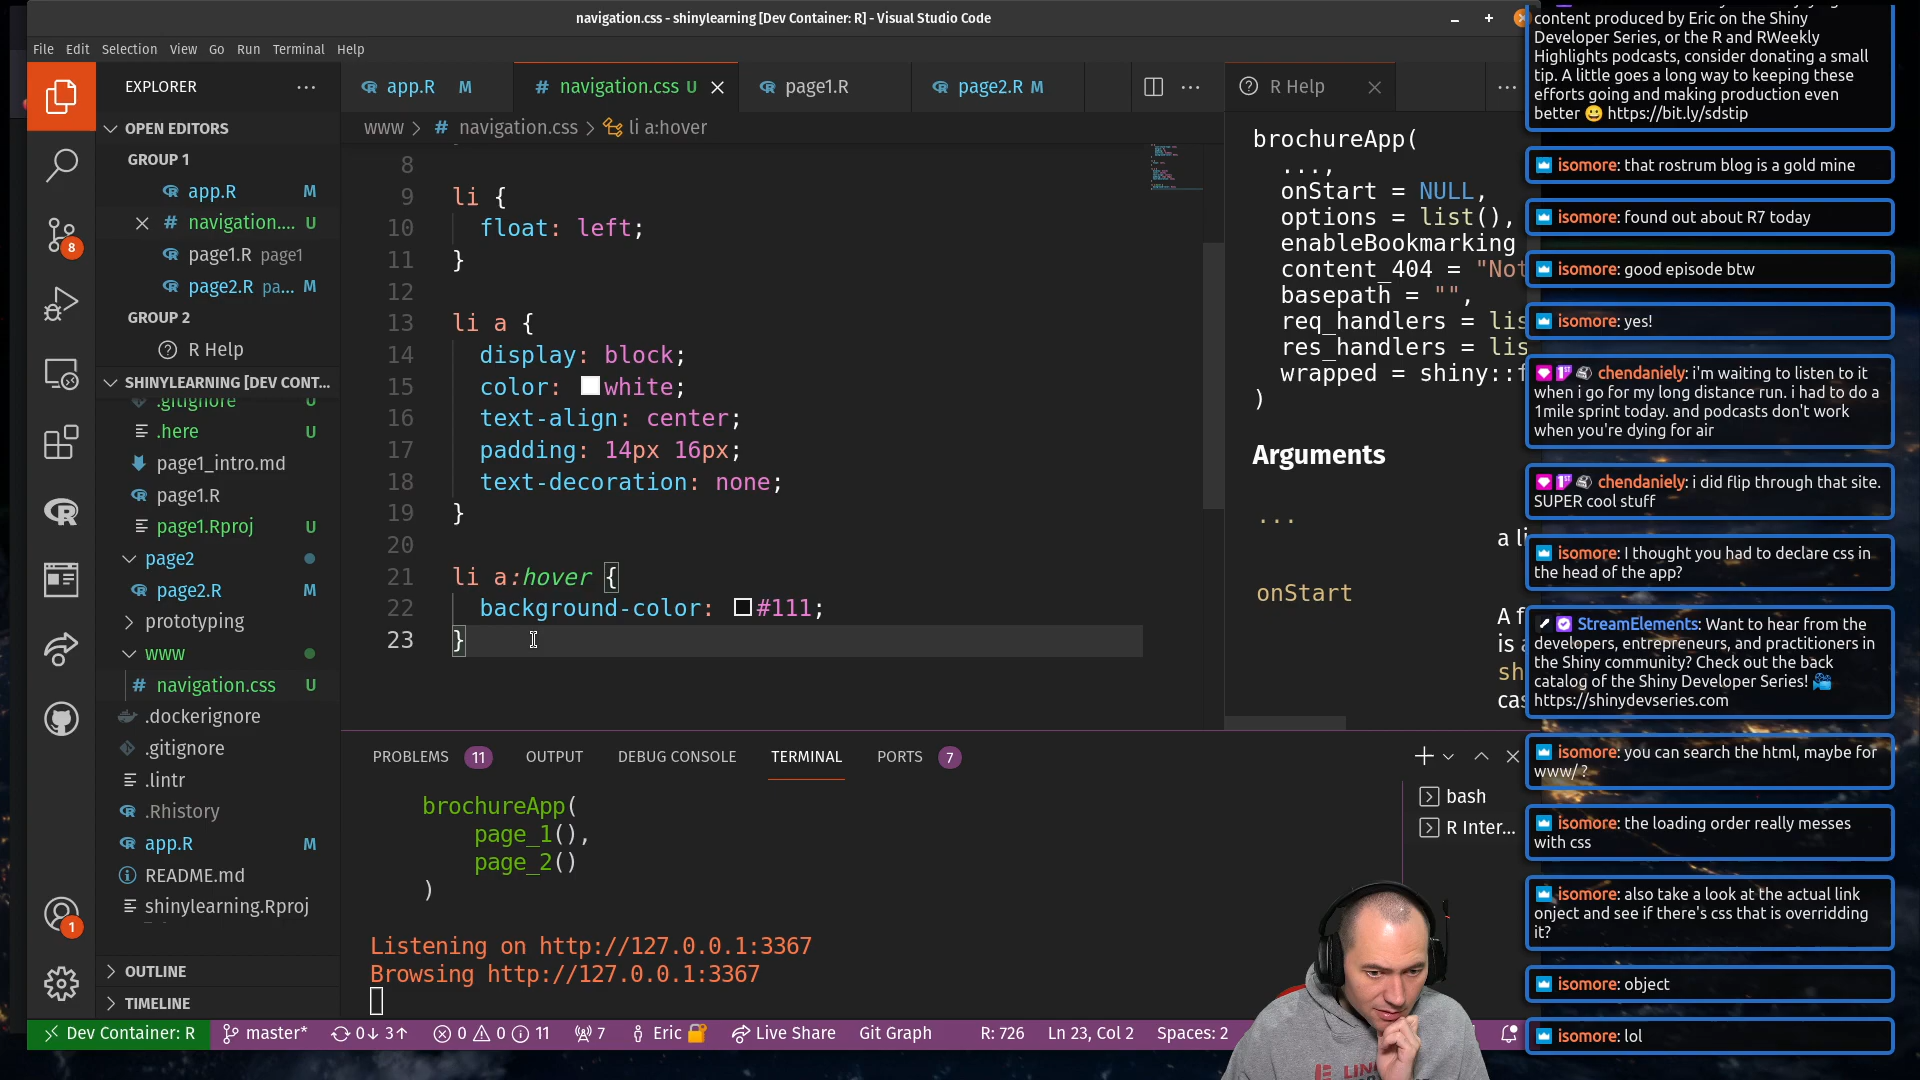 navigation.css - shinylearning [Dev Container: R] - Visual Studio Code
File Edit Selection View Go Run Terminal Help
EXPLORER
OPEN EDITORS
GROUP 1
app.R M
navigation.... U
page1.R page1
page2.R pa... M
GROUP 2
R Help
SHINYLEARNING [DEV CONT...
.gitignore U
.here U
page1_intro.md
page1.R
page1.Rproj U
page2
page2.R M
prototyping
www
navigation.css U
.dockerignore
.gitignore
.lintr
.Rhistory
app.R M
README.md
shinylearning.Rproj
OUTLINE
TIMELINE
8
1
app.R M
navigation.css U
page1.R
page2.R M
www > navigation.css > li a:hover
8
9 li {
10 float: left;
11 }
12
13 li a {
14 display: block;
15 color: white;
16 text-align: center;
17 padding: 14px 16px;
18 text-decoration: none;
19 }
20
21 li a:hover {
22 background-color: #111;
23 }
R Help
brochureApp(
...,
onStart = NULL,
options = list(),
enableBookmarking
content_404 = "Not
basepath = "",
req_handlers = lis
res_handlers = lis
wrapped = shiny::f
)
Arguments
...
a li
onStart
A f
is a
sh
cas
PROBLEMS 11 OUTPUT DEBUG CONSOLE TERMINAL PORTS 7
brochureApp(
page_1(),
page_2()
)
Listening on http://127.0.0.1:3367
Browsing http://127.0.0.1:3367
bash
R Inter...
Dev Container: R master* 0↓ 3↑ 0 0 11 7 Eric Live Share Git Graph R: 726 Ln 23, Col 2 Spaces: 2
content produced by Eric on the Shiny
Developer Series, or the R and RWeekly
Highlights podcasts, consider donating a small
tip. A little goes a long way to keeping these
efforts going and making production even
better 😀 https://bit.ly/sdstip
isomore: that rostrum blog is a gold mine
isomore: found out about R7 today
isomore: good episode btw
isomore: yes!
chendaniely: i'm waiting to listen to it
when i go for my long distance run. i had to do a
1mile sprint today. and podcasts don't work
when you're dying for air
chendaniely: i did flip through that site.
SUPER cool stuff
isomore: I thought you had to declare css in
the head of the app?
StreamElements: Want to hear from the
developers, entrepreneurs, and practitioners in
the Shiny community? Check out the back
catalog of the Shiny Developer Series!
https://shinydevseries.com
isomore: you can search the html, maybe for
www/ ?
isomore: the loading order really messes
with css
isomore: also take a look at the actual link
onject and see if there's css that is overridding
it?
isomore: object
isomore: lol